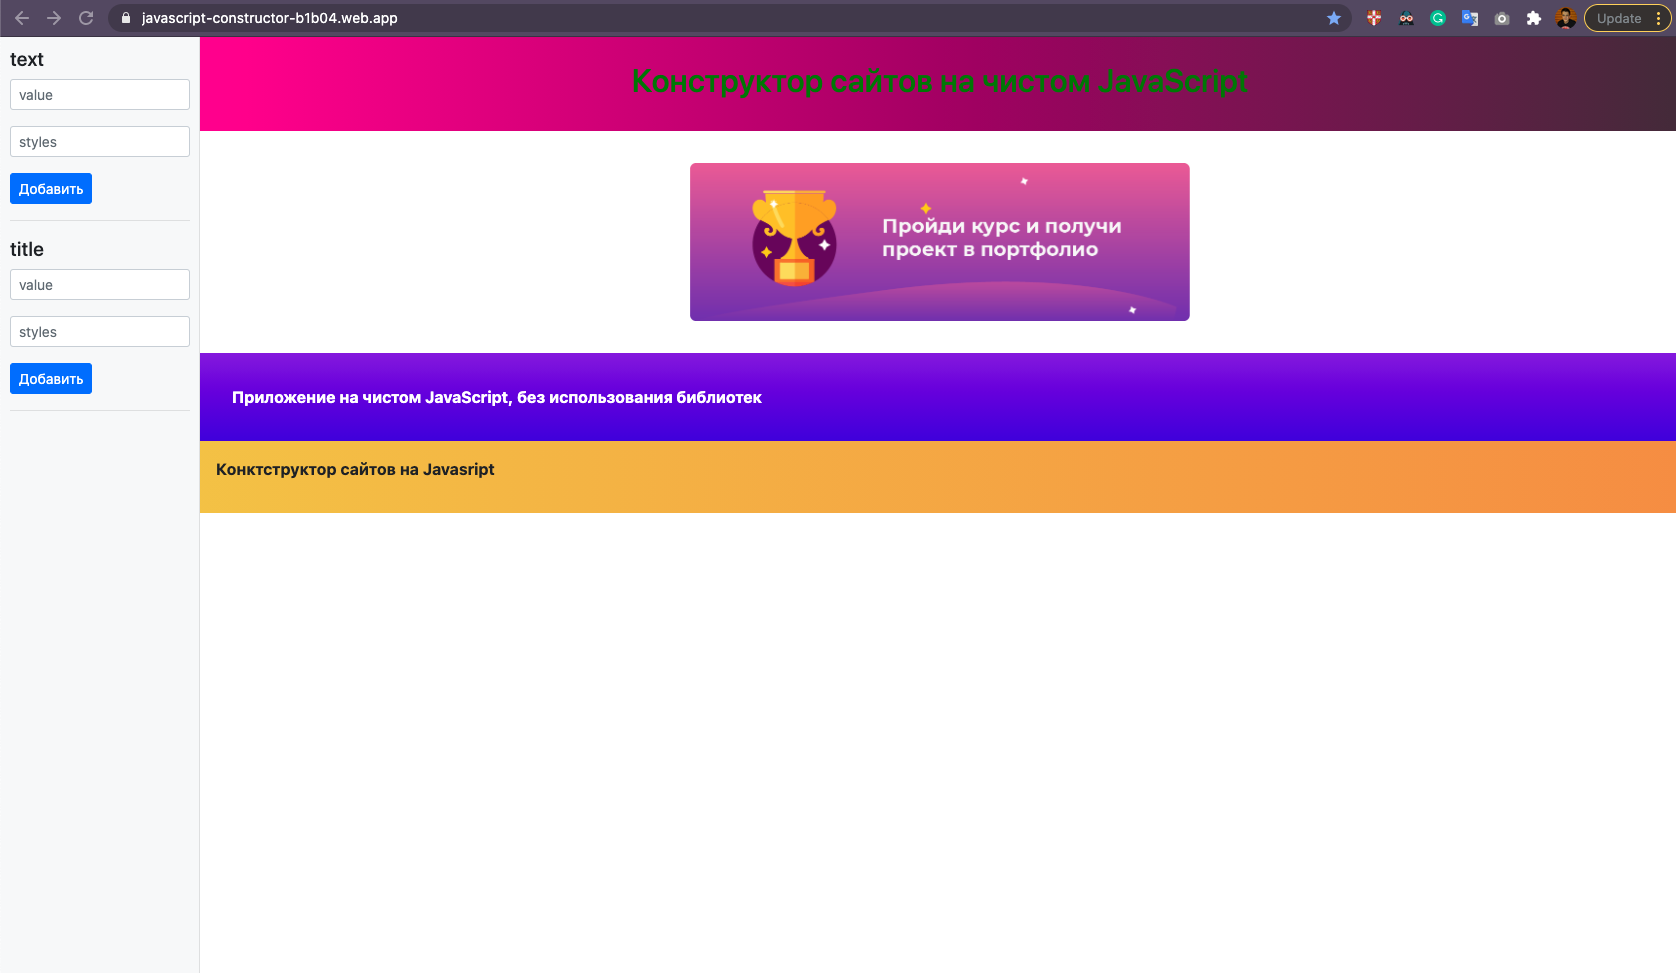 javascript-constructor-b1b04.web.app
Update
text
value
styles
Добавить
title
value
styles
Добавить
Конструктор сайтов на чистом JavaScript
Пройди курс и получи
проект в портфолио
Приложение на чистом JavaScript, без использования библиотек
Конктструктор сайтов на Javasript